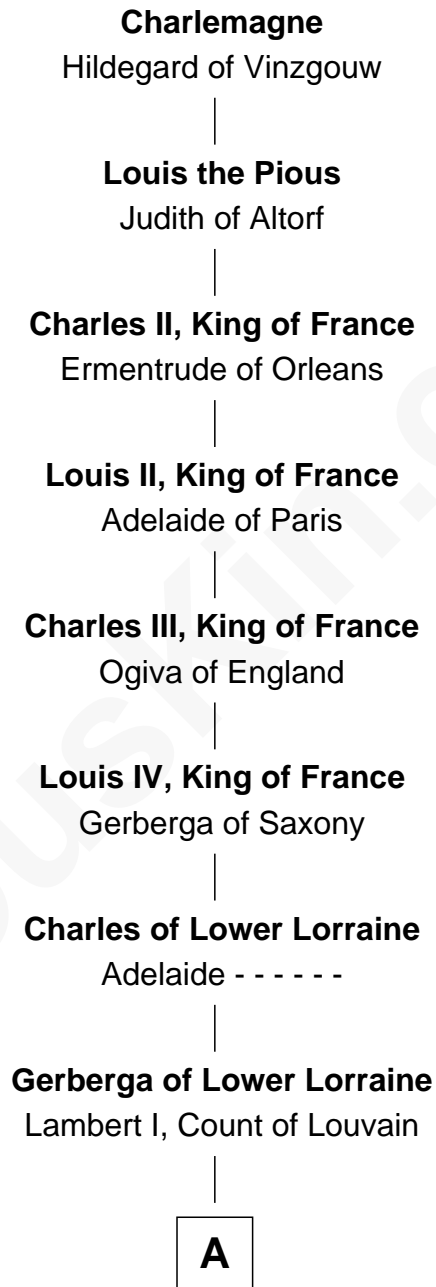 Charlemagne
Hildegard of Vinzgouw
Louis the Pious
Judith of Altorf
Charles II, King of France
Ermentrude of Orleans
Louis II, King of France
Adelaide of Paris
Charles III, King of France
Ogiva of England
Louis IV, King of France
Gerberga of Saxony
Charles of Lower Lorraine
Adelaide - - - - - -
Gerberga of Lower Lorraine
Lambert I, Count of Louvain
A